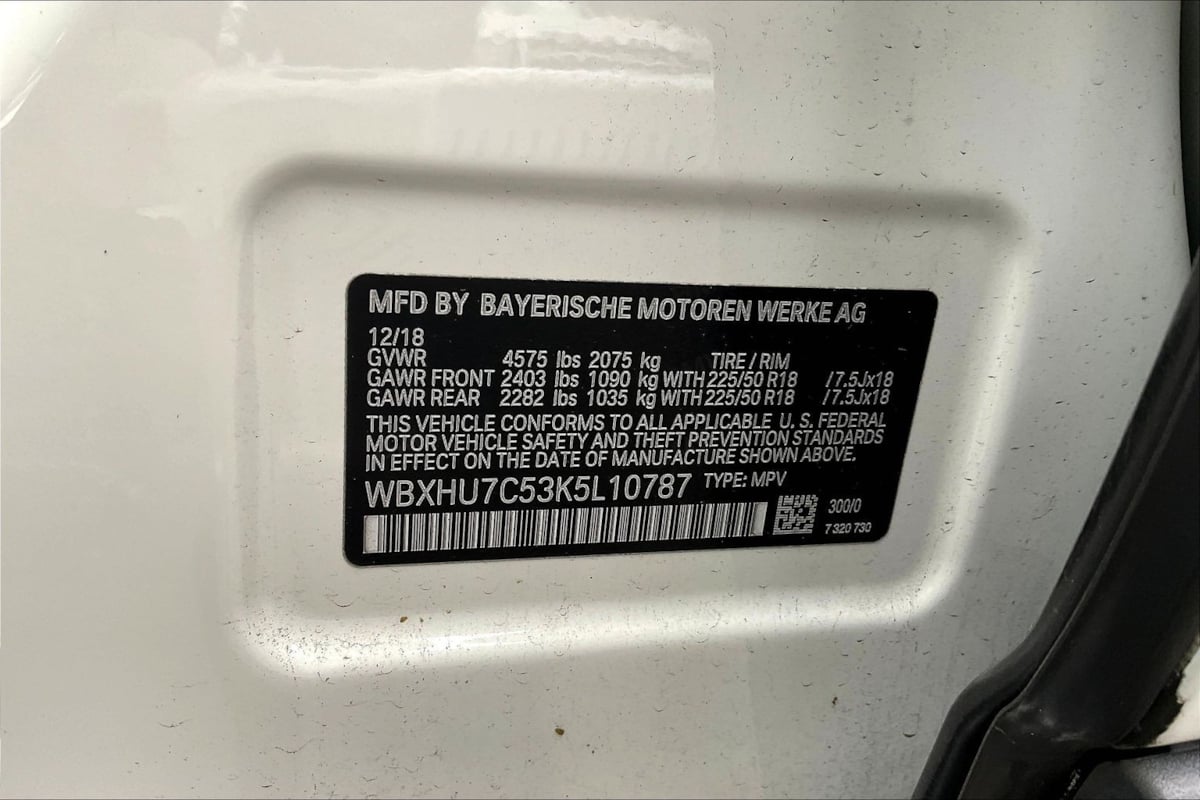 MFD BY BAYERISCHE MOTOREN WERKE AG
12/18
GVWR 4575 lbs 2075 kg TIRE / RIM
GAWR FRONT 2403 lbs 1090 kg WITH 225/50 R18 / 7.5Jx18
GAWR REAR 2282 lbs 1035 kg WITH 225/50 R18 / 7.5Jx18
THIS VEHICLE CONFORMS TO ALL APPLICABLE U. S. FEDERAL
MOTOR VEHICLE SAFETY AND THEFT PREVENTION STANDARDS
IN EFFECT ON THE DATE OF MANUFACTURE SHOWN ABOVE.
WBXHU7C53K5L10787 TYPE: MPV
300/0
7 320 730